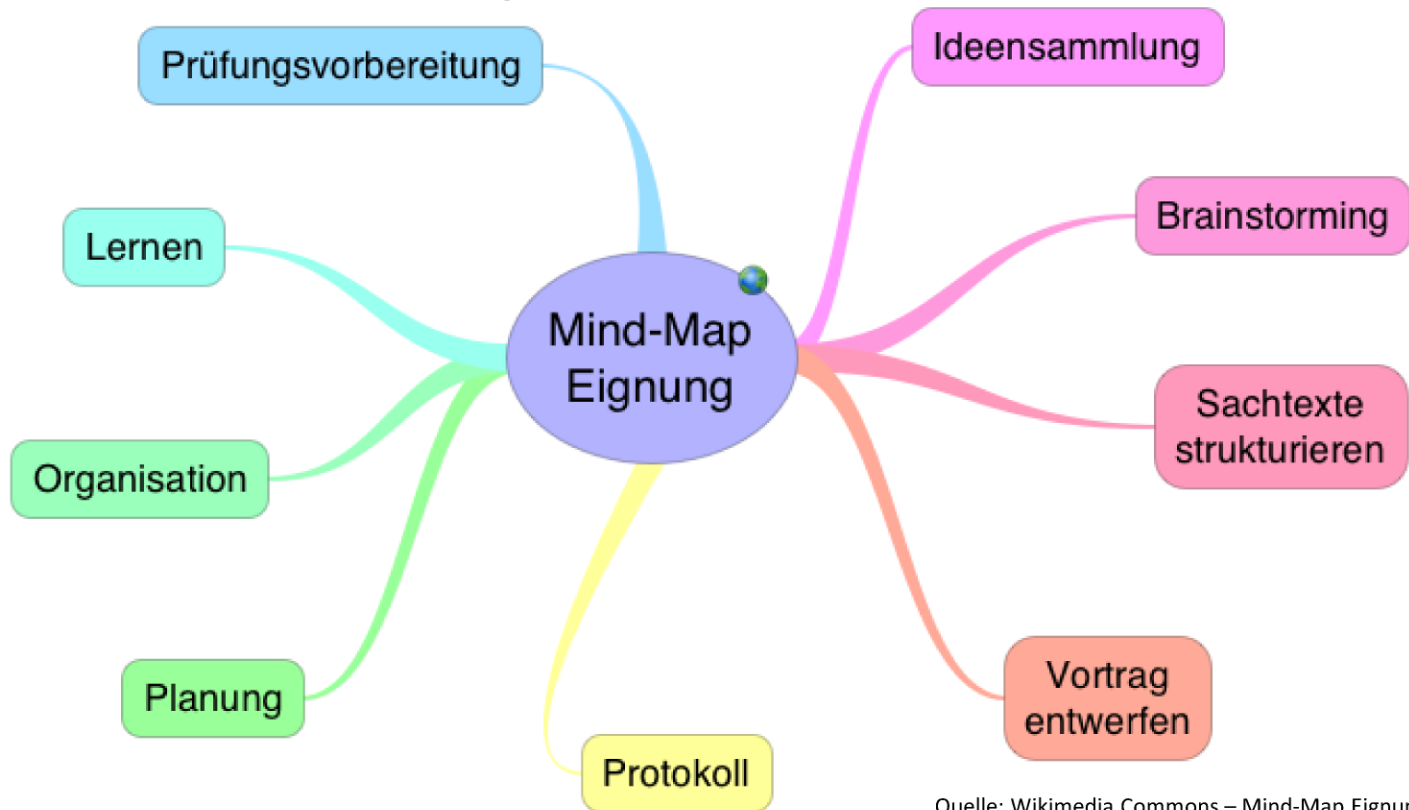 Prüfungsvorbereitung
Ideensammlung
Brainstorming
Lernen
Mind-Map
Eignung
Sachtexte
strukturieren
Organisation
Vortrag
entwerfen
Planung
Protokoll
Quelle: Wikimedia Commons – Mind-Map